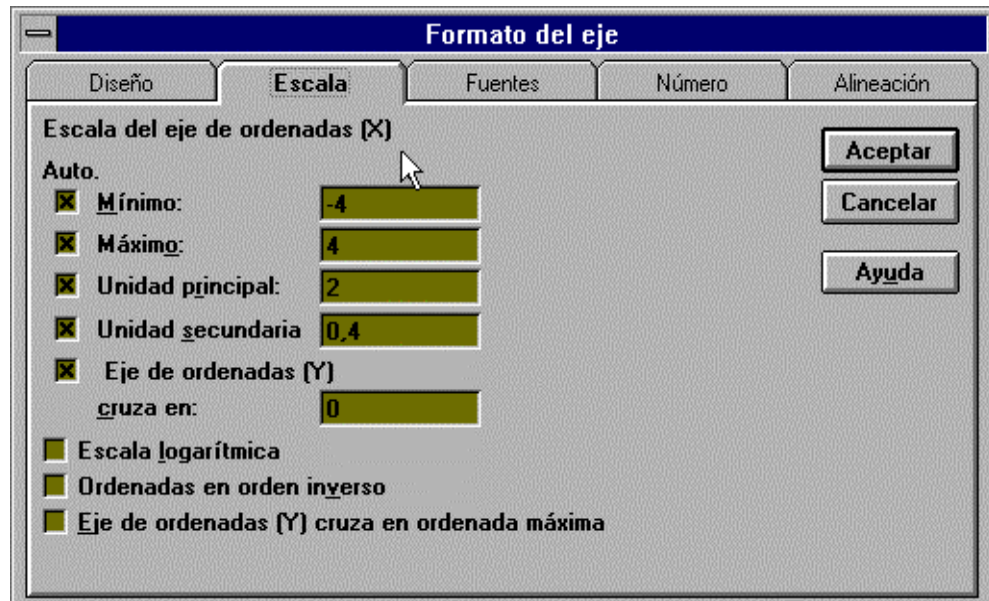 Formato del eje
Diseño Escala Fuentes Número Alineación
Escala del eje de ordenadas (X)
Auto.
Mínimo: -4
Máximo: 4
Unidad principal: 2
Unidad secundaria 0,4
Eje de ordenadas (Y)
cruza en: 0
Escala logarítmica
Ordenadas en orden inverso
Eje de ordenadas (Y) cruza en ordenada máxima
Aceptar
Cancelar
Ayuda